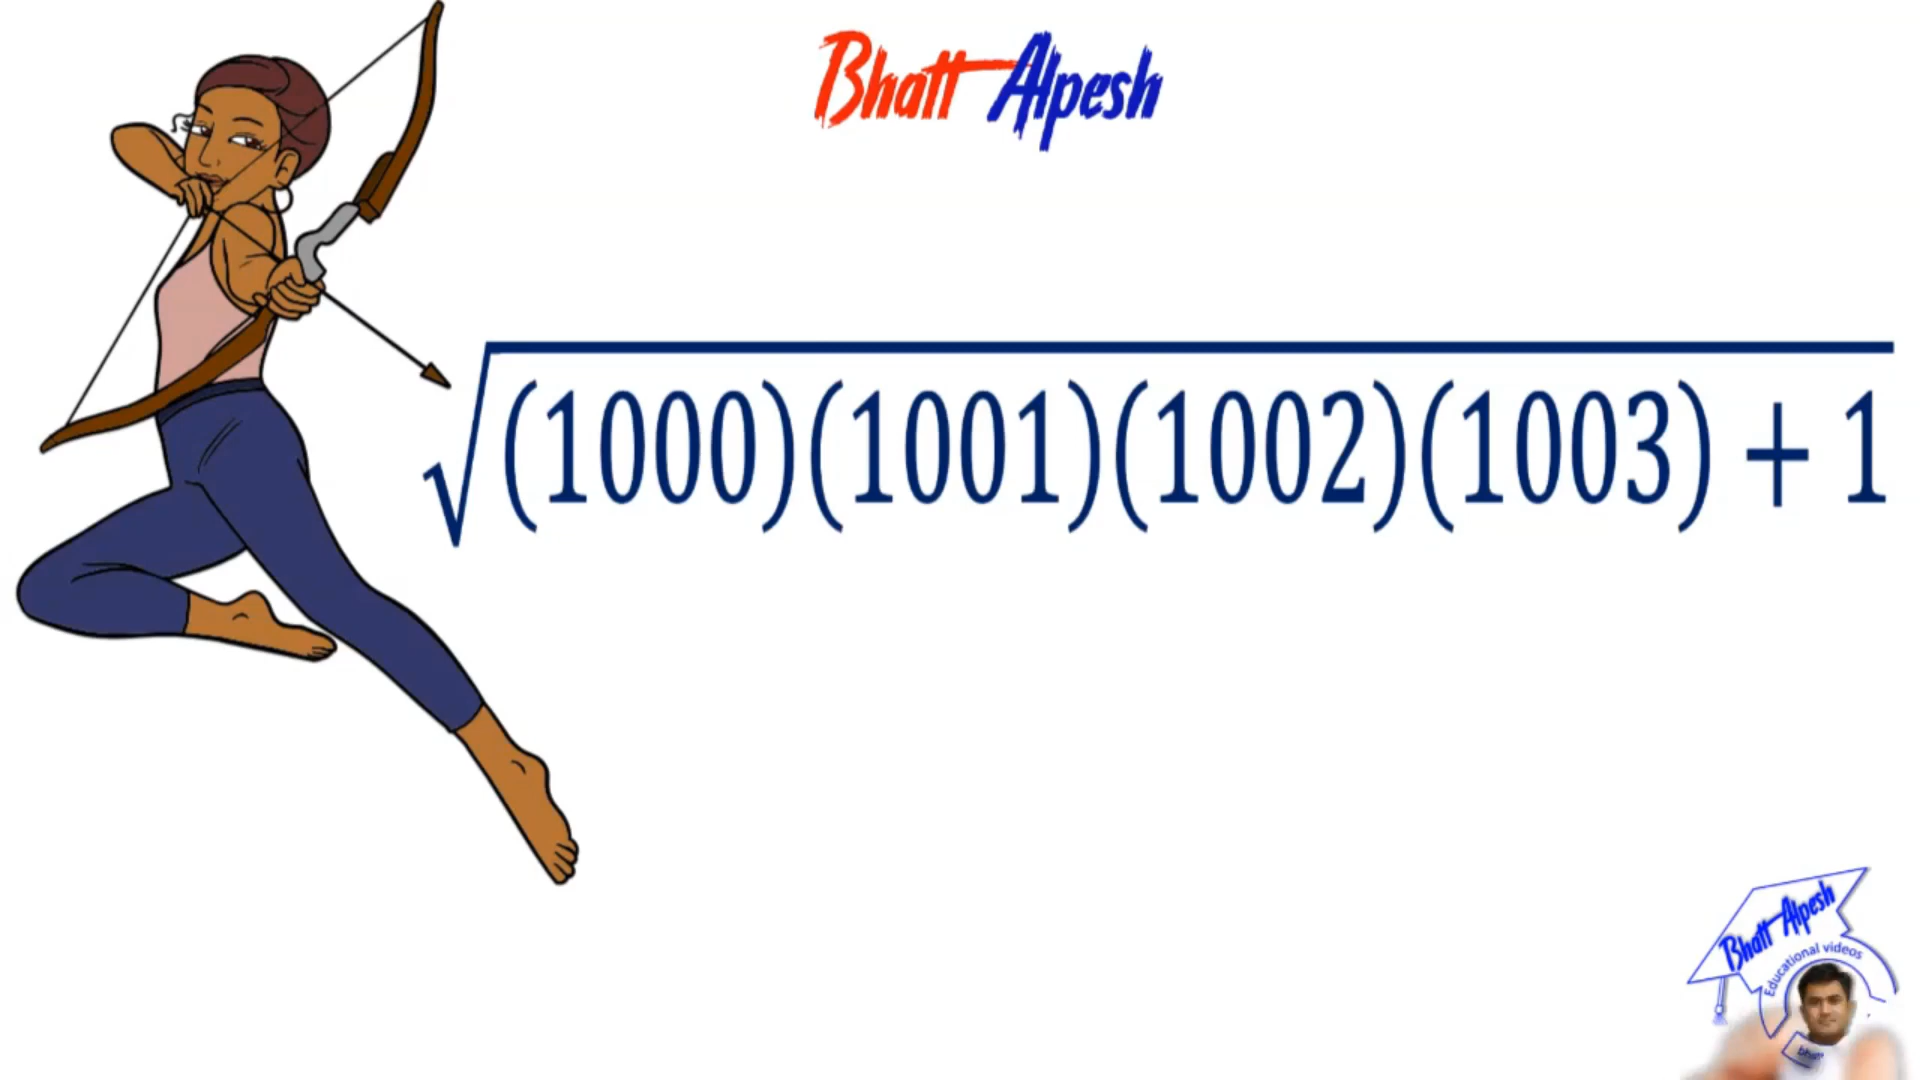 Bhatt Alpesh
√(1000)(1001)(1002)(1003) + 1
Bhatt Alpesh
Educational videos